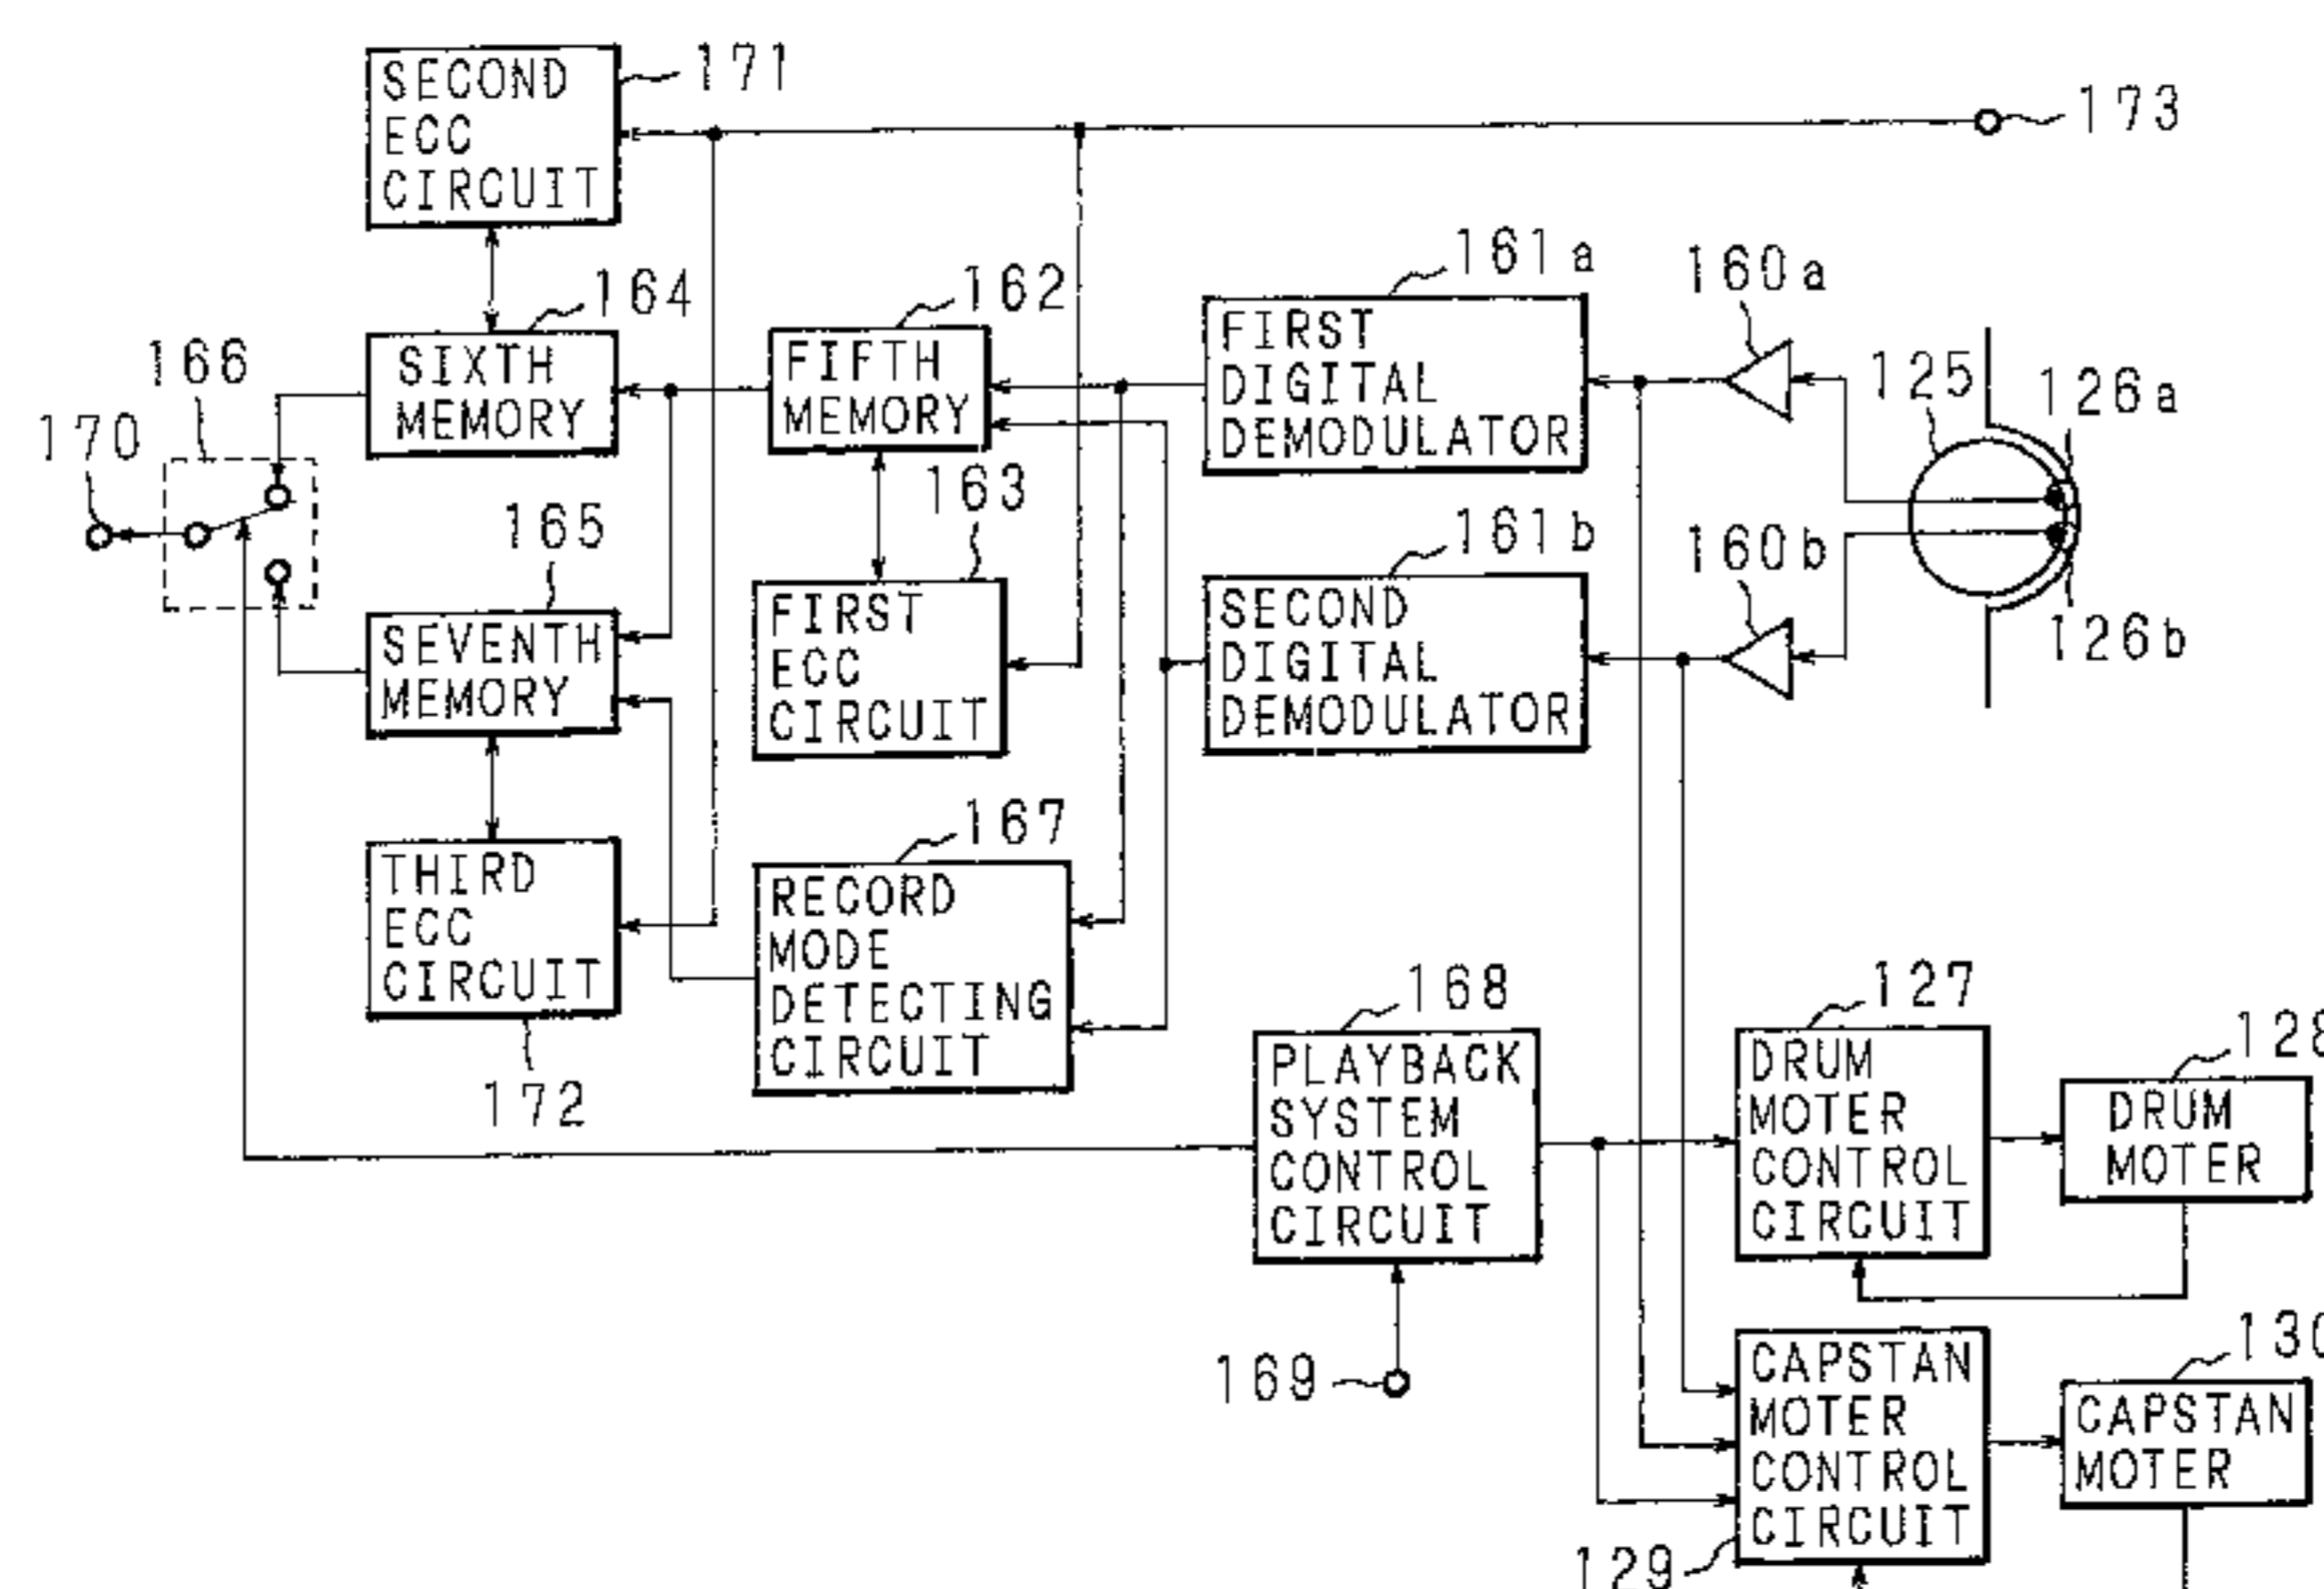 SECOND
ECC
CIRCUIT
171
173
164
162
161a
160a
166
170
SIXTH
MEMORY
FIFTH
MEMORY
FIRST
DIGITAL
DEMODULATOR
125
126a
163
165
161b
160b
126b
SEVENTH
MEMORY
FIRST
ECC
CIRCUIT
SECOND
DIGITAL
DEMODULATOR
167
THIRD
ECC
CIRCUIT
172
RECORD
MODE
DETECTING
CIRCUIT
168
127
128
PLAYBACK
SYSTEM
CONTROL
CIRCUIT
DRUM
MOTER
CONTROL
CIRCUIT
DRUM
MOTER
169
130
CAPSTAN
MOTER
CONTROL
CIRCUIT
CAPSTAN
MOTER
129